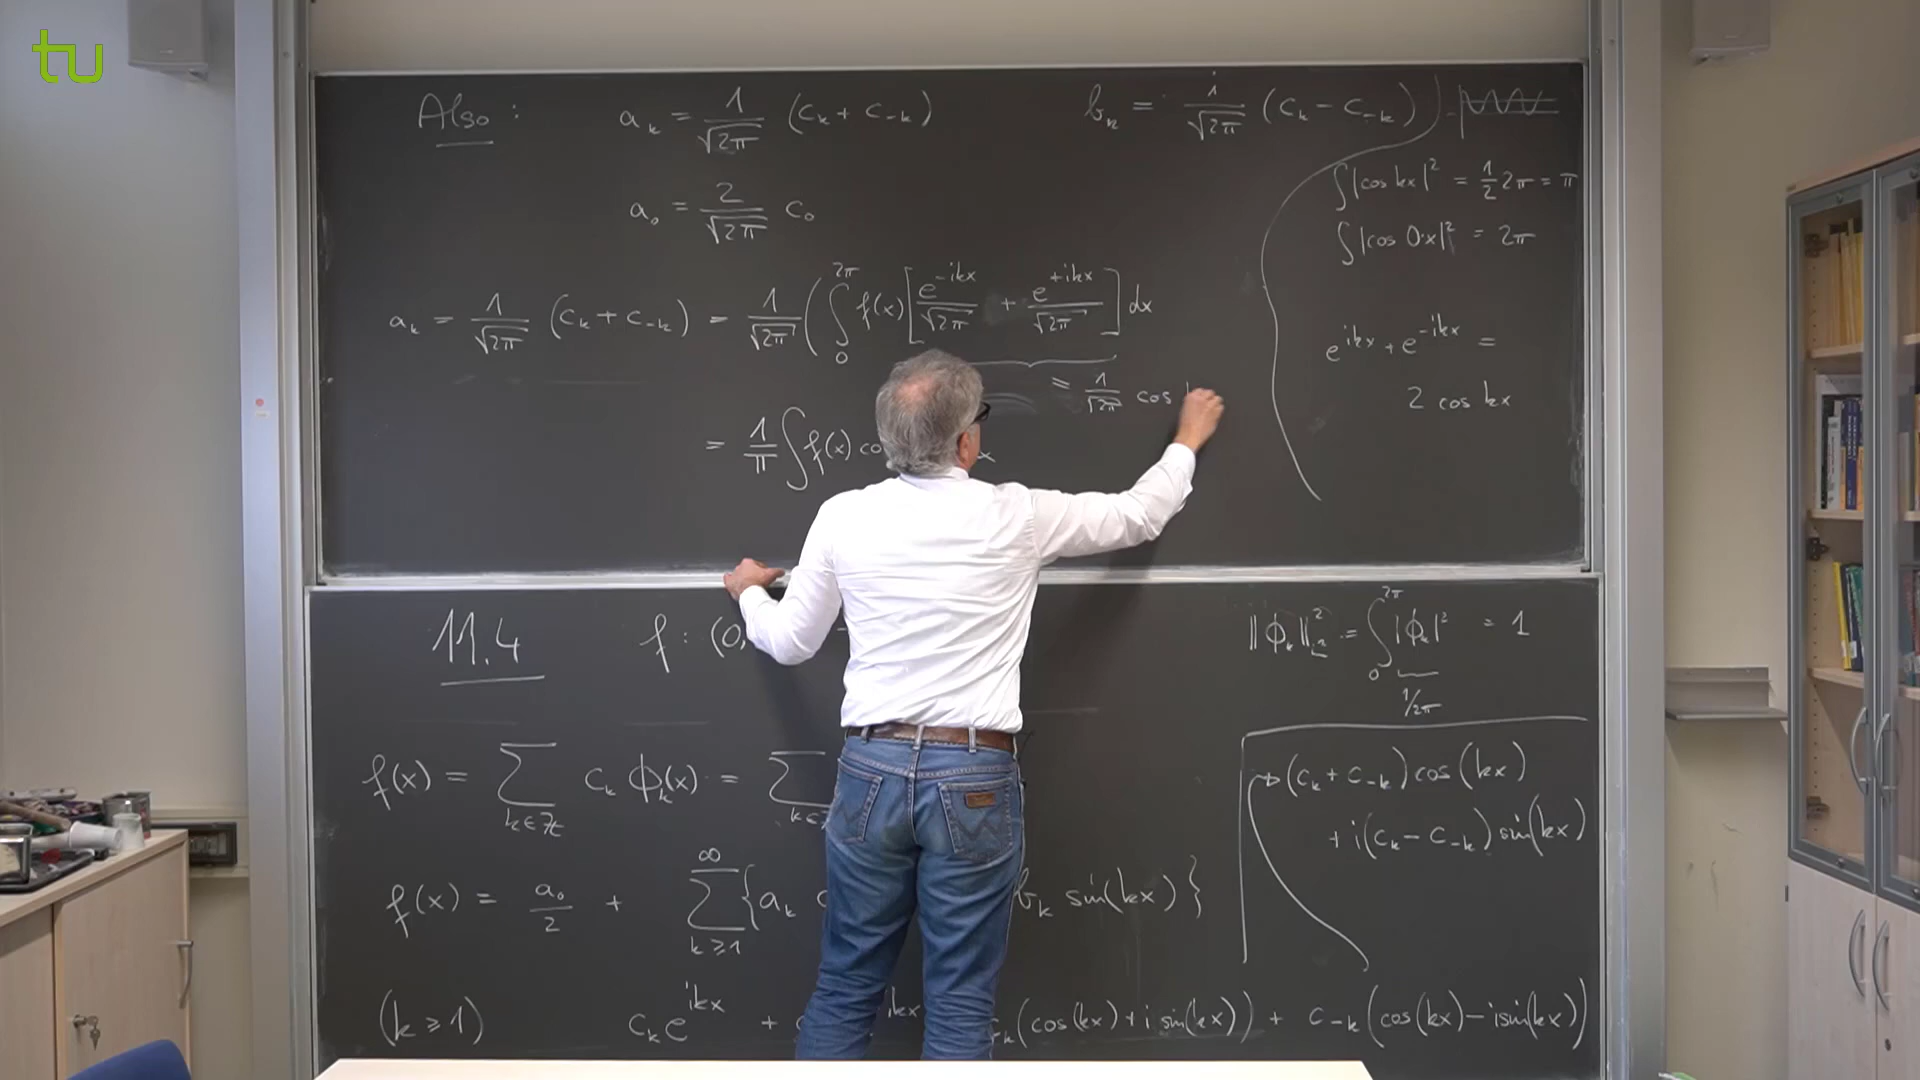 tu
Also : a_k = 1/√2π (c_k + c_-k) b_k = i/√2π (c_k - c_-k)
∫|cos kx|² = 1/2 2π = π
a_0 = 2/√2π c_0
∫|cos 0·x|² = 2π
a_k = 1/√2π (c_k + c_-k) = 1/√2π ( ∫_0^2π f(x) [ e^-ikx/√2π + e^+ikx/√2π ] dx
e^ikx + e^-ikx =
2 cos kx
= 1/√2π cos
= 1/π ∫ f(x)
11.4 f : (0,
||ϕ_k||² = ∫_0^2π |ϕ_k|² = 1
1/2π
f(x) = ∑_k∈ℤ c_k ϕ_k(x) = ∑
(c_k + c_-k) cos(kx)
+ i(c_k - c_-k) sin(kx)
f(x) = a_0/2 + ∑_k≥1^∞ { a_k b_k sin(kx) }
(k ≥ 1) c_k e^ikx + ikx (cos(kx) + i sin(kx)) + c_-k (cos(kx) - i sin(kx))